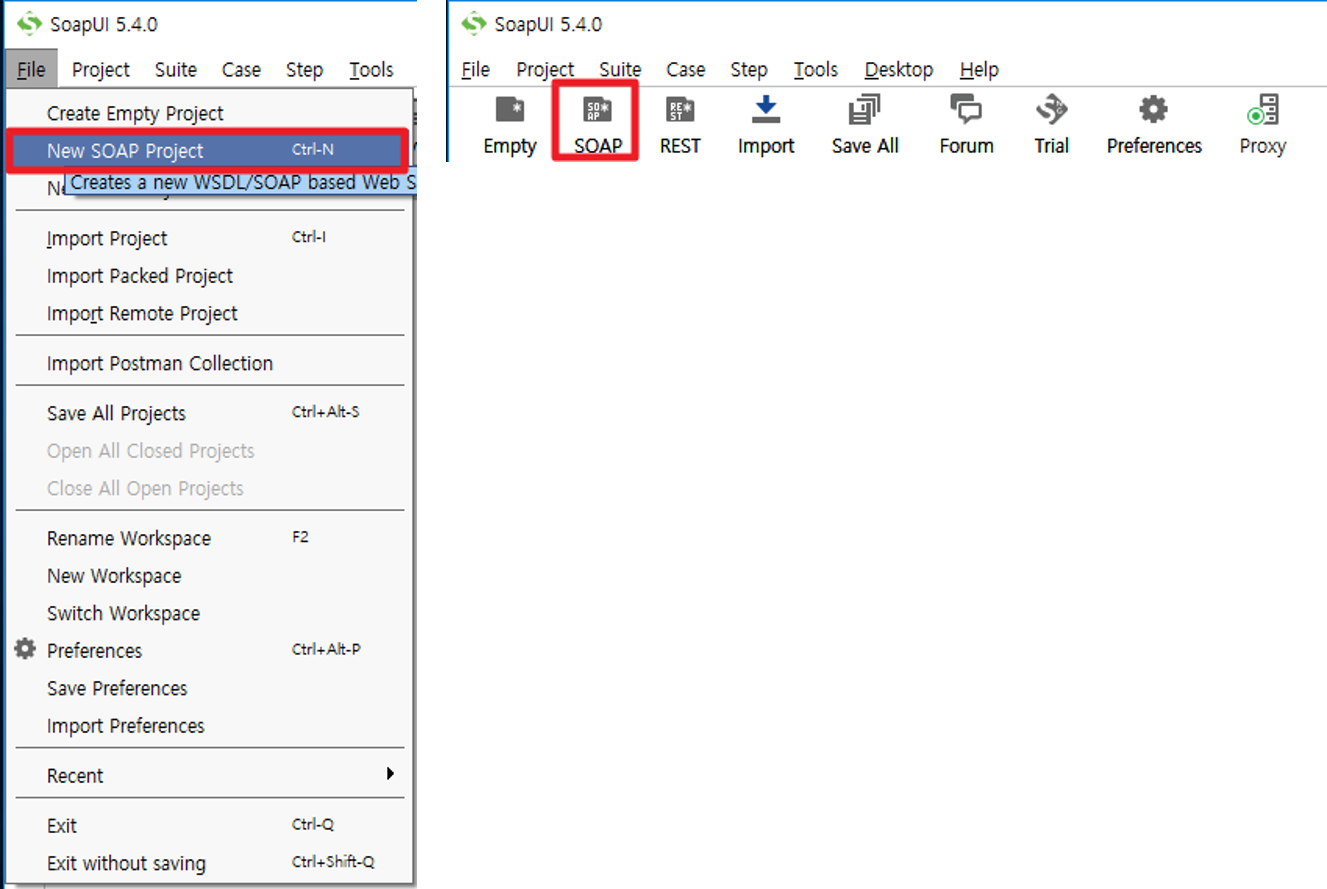 SoapUI 5.4.0
File Project Suite Case Step Tools
Create Empty Project
New SOAP Project Ctrl-N
Creates a new WSDL/SOAP based Web S
Import Project Ctrl-I
Import Packed Project
Import Remote Project
Import Postman Collection
Save All Projects Ctrl+Alt-S
Open All Closed Projects
Close All Open Projects
Rename Workspace F2
New Workspace
Switch Workspace
Preferences Ctrl+Alt-P
Save Preferences
Import Preferences
Recent
Exit Ctrl-Q
Exit without saving Ctrl+Shift-Q
SoapUI 5.4.0
File Project Suite Case Step Tools Desktop Help
Empty SOAP REST Import Save All Forum Trial Preferences Proxy